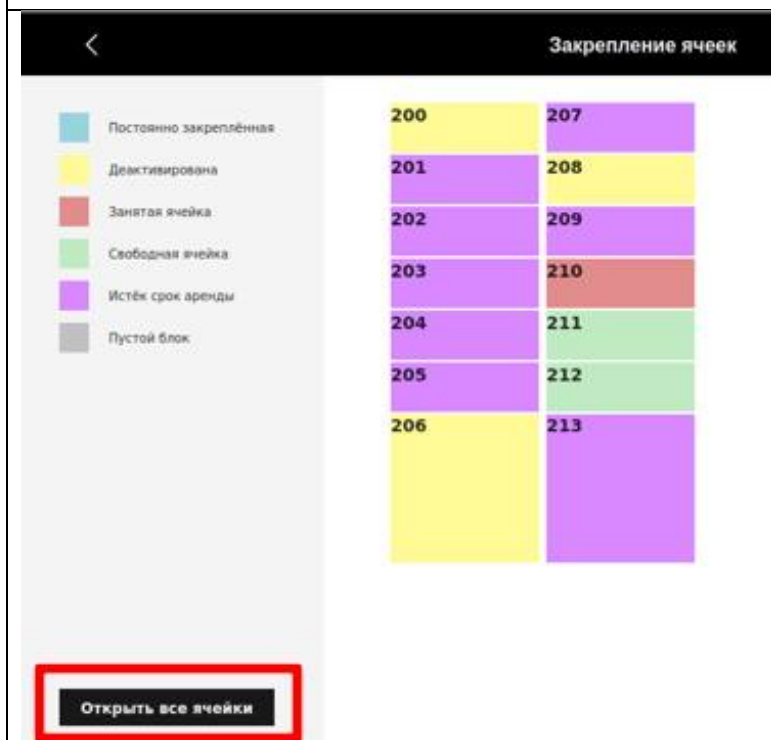 Закрепление ячеек
Постоянно закреплённая
Деактивирована
Занятая ячейка
Свободная ячейка
Истёк срок аренды
Пустой блок
200 207
201 208
202 209
203 210
204 211
205 212
206 213
Открыть все ячейки